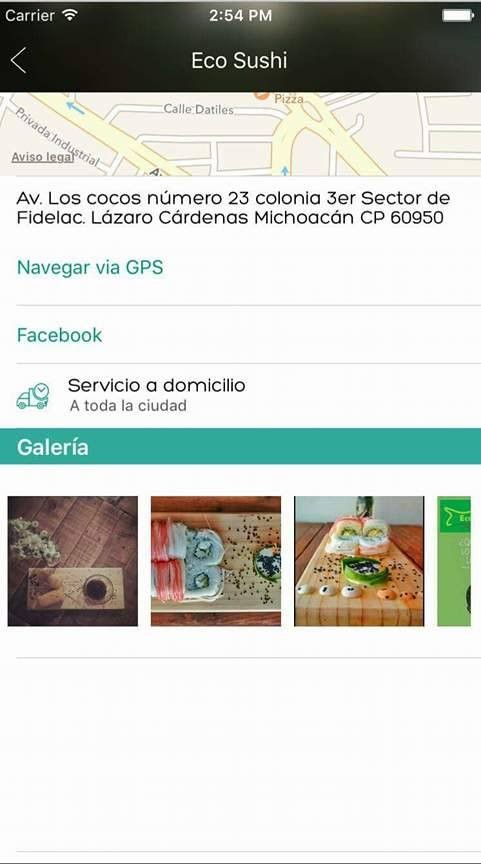 Carrier 2:54 PM
Eco Sushi
Pizza
Calle Datiles
Privada Industrial
Aviso legal
Av. Los cocos número 23 colonia 3er Sector de
Fidelac. Lázaro Cárdenas Michoacán CP 60950
Navegar via GPS
Facebook
Servicio a domicilio
A toda la ciudad
Galería